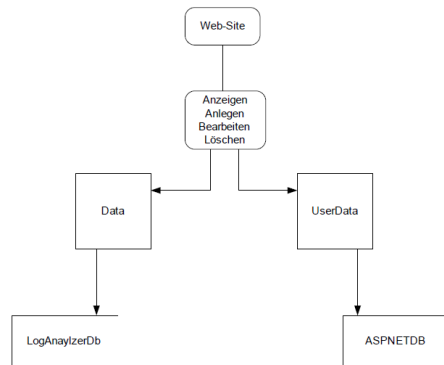 Web-Site
Anzeigen
Anlegen
Bearbeiten
Löschen
Data
UserData
LogAnaylzerDb
ASPNETDB